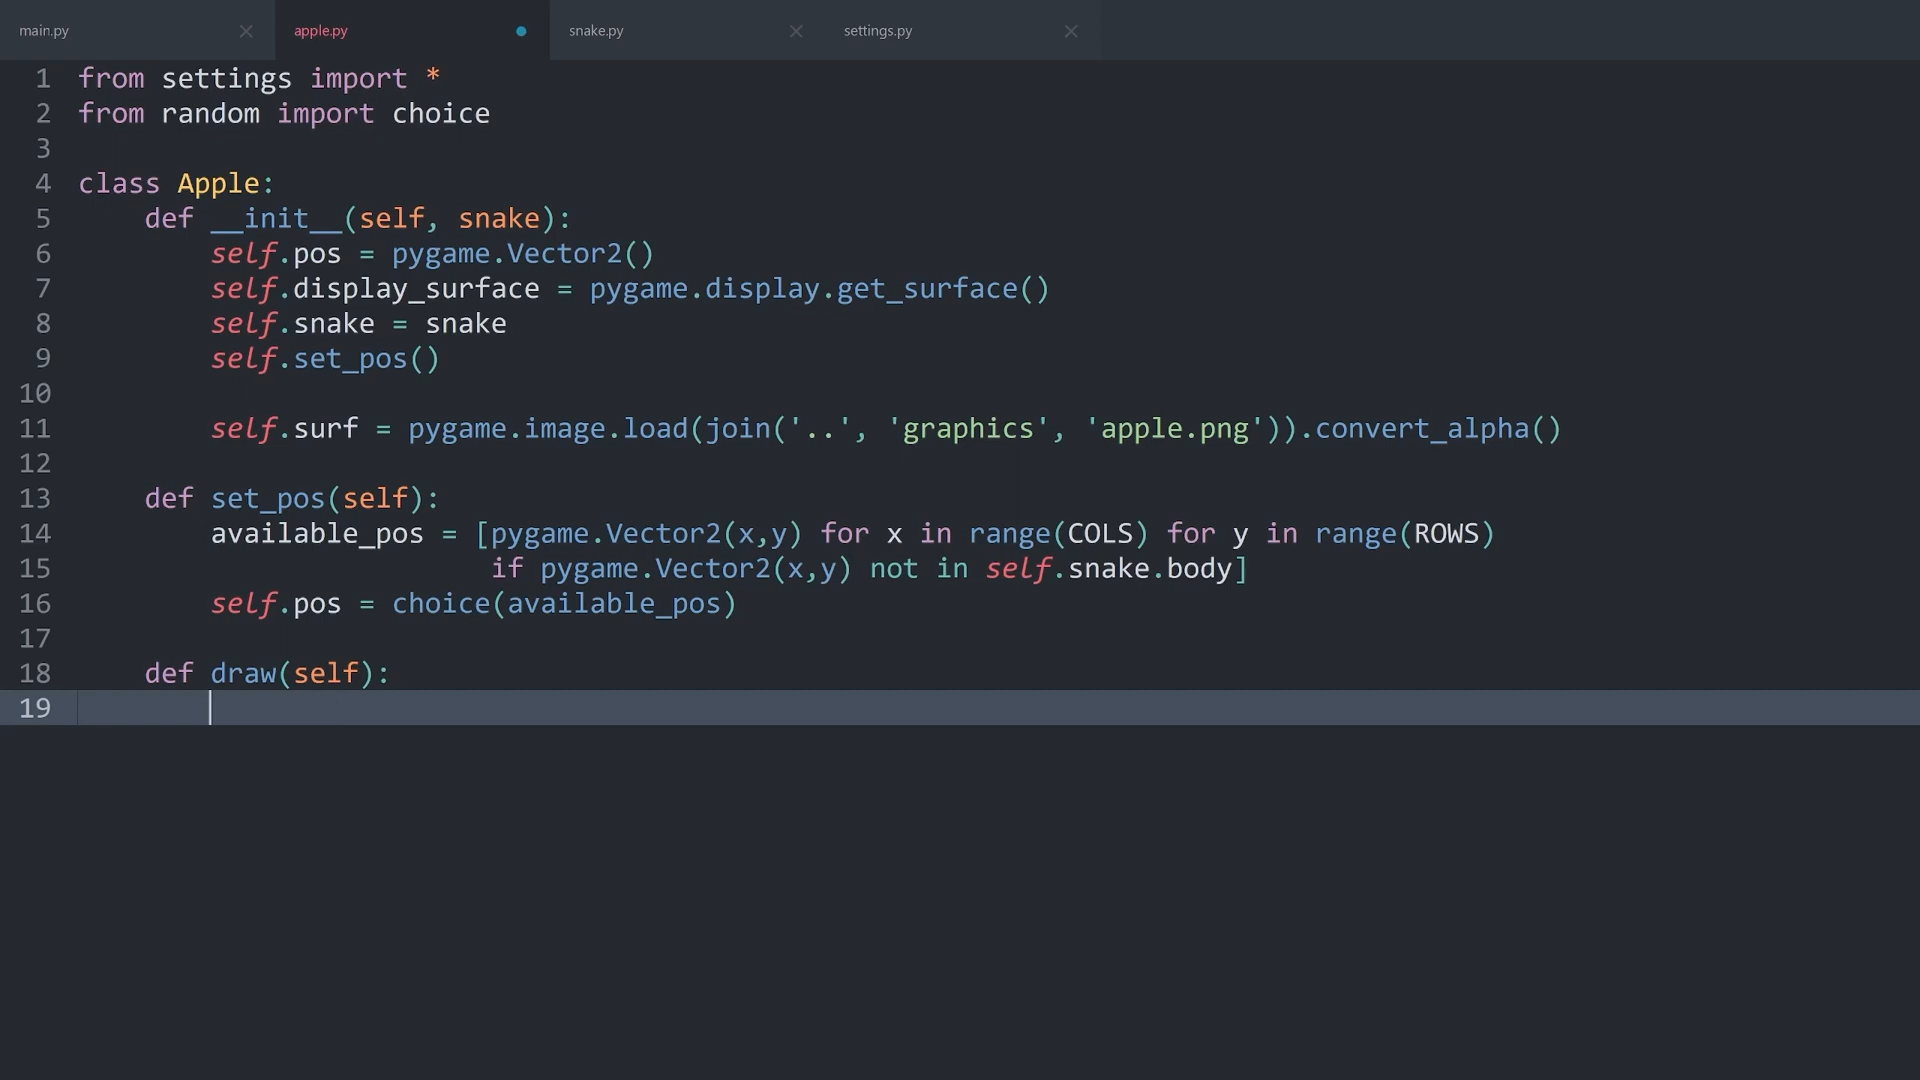 main.py
apple.py
snake.py
settings.py
1 from settings import *
2 from random import choice
3
4 class Apple:
5     def __init__(self, snake):
6         self.pos = pygame.Vector2()
7         self.display_surface = pygame.display.get_surface()
8         self.snake = snake
9         self.set_pos()
10
11         self.surf = pygame.image.load(join('..', 'graphics', 'apple.png')).convert_alpha()
12
13     def set_pos(self):
14         available_pos = [pygame.Vector2(x,y) for x in range(COLS) for y in range(ROWS)
15                          if pygame.Vector2(x,y) not in self.snake.body]
16         self.pos = choice(available_pos)
17
18     def draw(self):
19